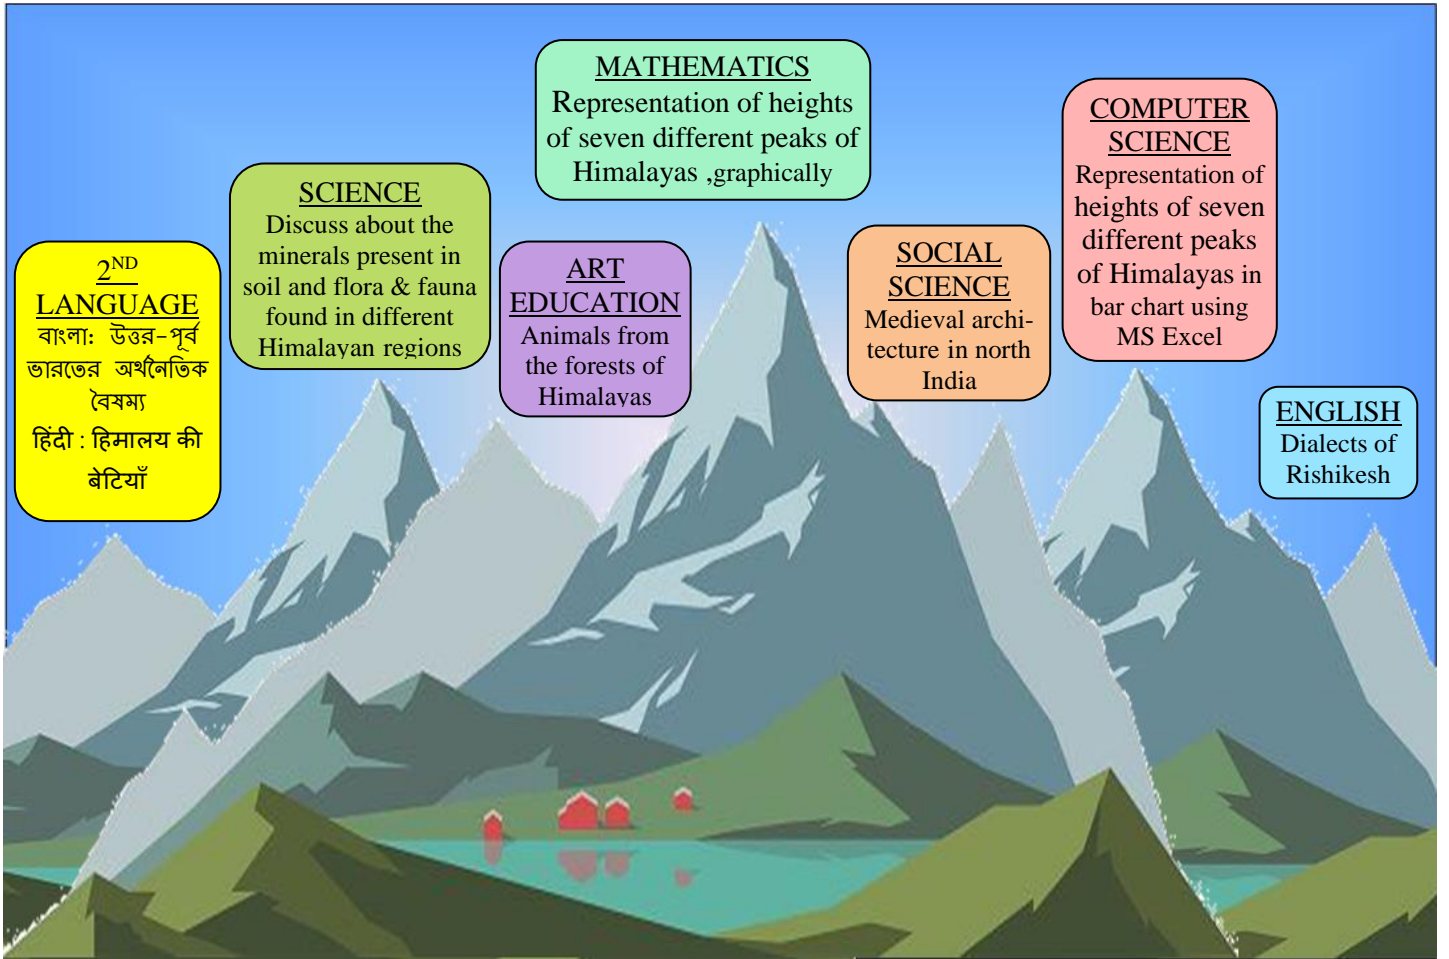 2ND
LANGUAGE
বাংলা: উত্তর-পূর্ব
ভারতের অর্থনৈতিক
বৈষম্য
हिंदी : हिमालय की
बेटियाँ
SCIENCE
Discuss about the
minerals present in
soil and flora & fauna
found in different
Himalayan regions
ART
EDUCATION
Animals from
the forests of
Himalayas
MATHEMATICS
Representation of heights
of seven different peaks of
Himalayas ,graphically
SOCIAL
SCIENCE
Medieval archi-
tecture in north
India
COMPUTER
SCIENCE
Representation of
heights of seven
different peaks
of Himalayas in
bar chart using
MS Excel
ENGLISH
Dialects of
Rishikesh